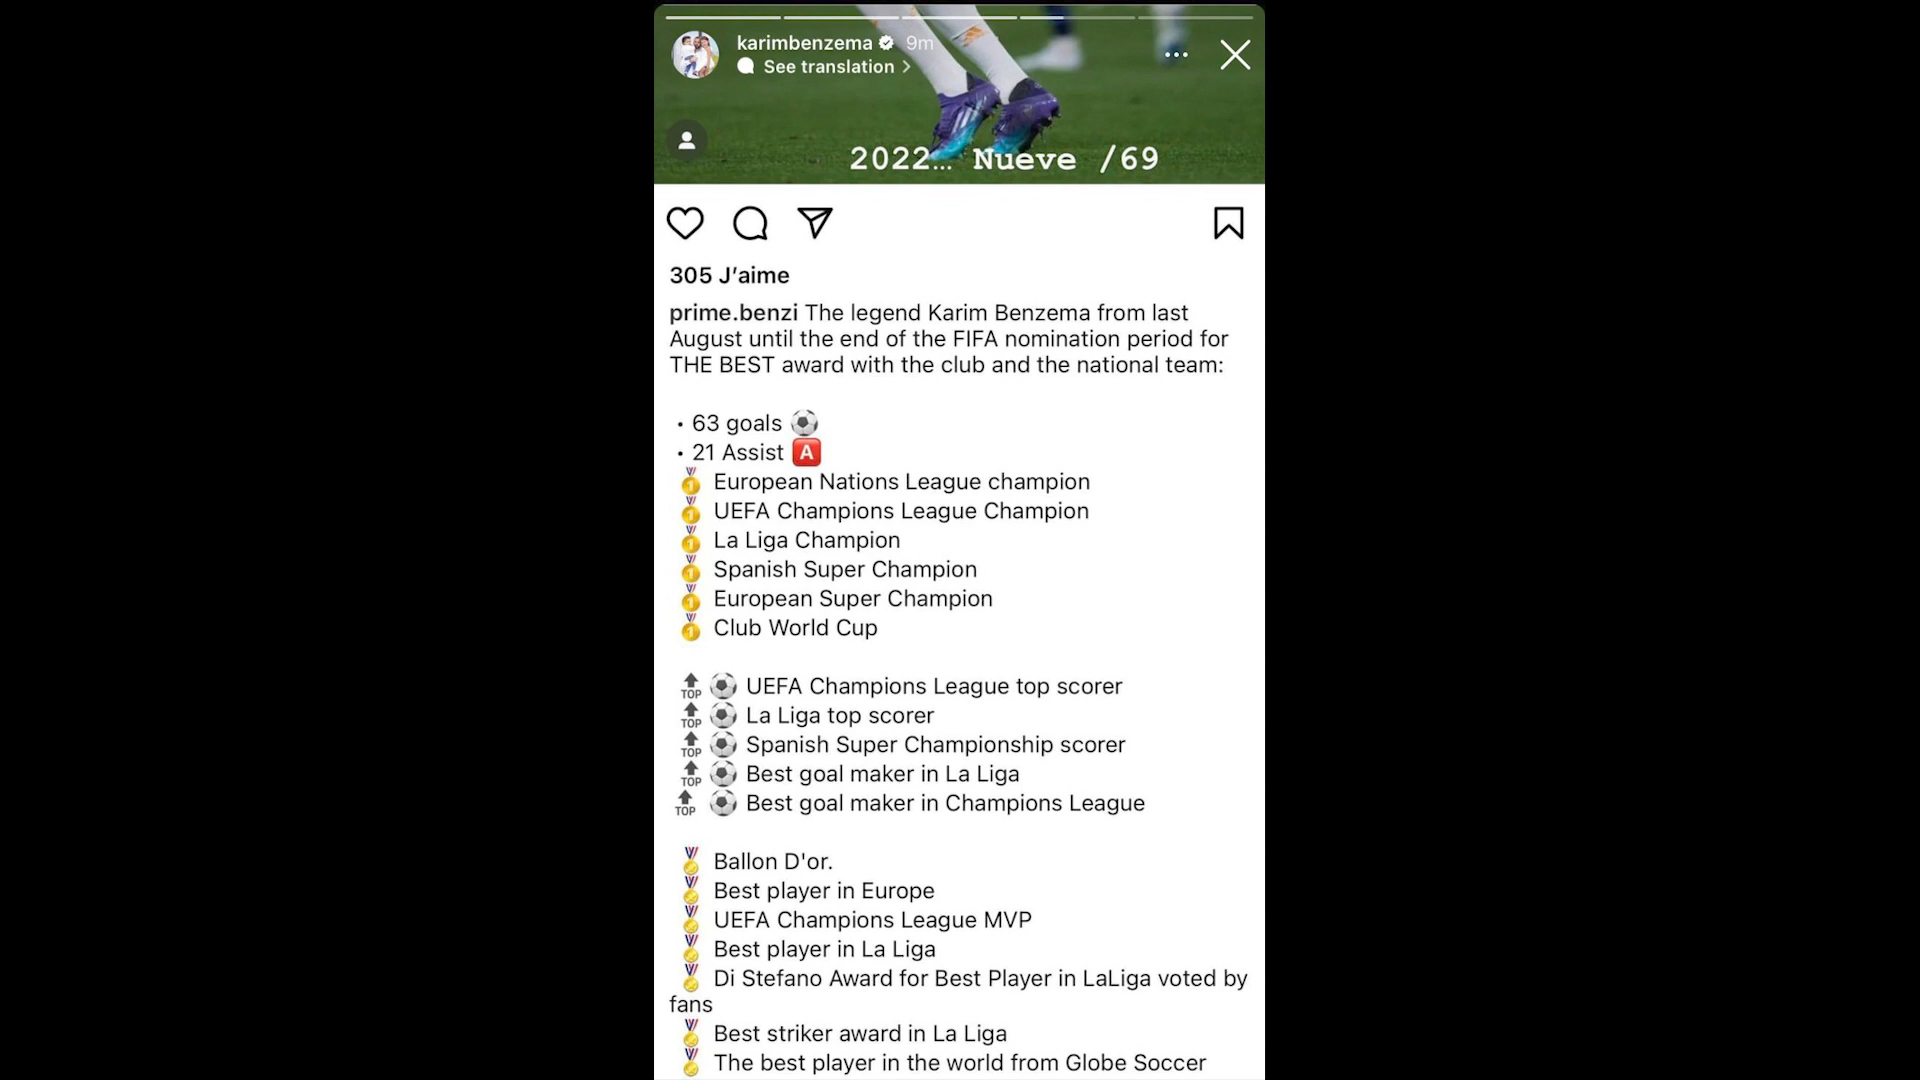 karimbenzema 9m
See translation
2022... Nueve /69
305 J’aime
prime.benzi The legend Karim Benzema from last
August until the end of the FIFA nomination period for
THE BEST award with the club and the national team:
• 63 goals
• 21 Assist A
1 European Nations League champion
1 UEFA Champions League Champion
1 La Liga Champion
1 Spanish Super Champion
1 European Super Champion
1 Club World Cup
TOP UEFA Champions League top scorer
TOP La Liga top scorer
TOP Spanish Super Championship scorer
TOP Best goal maker in La Liga
TOP Best goal maker in Champions League
Ballon D'or.
Best player in Europe
UEFA Champions League MVP
Best player in La Liga
Di Stefano Award for Best Player in LaLiga voted by
fans
Best striker award in La Liga
The best player in the world from Globe Soccer